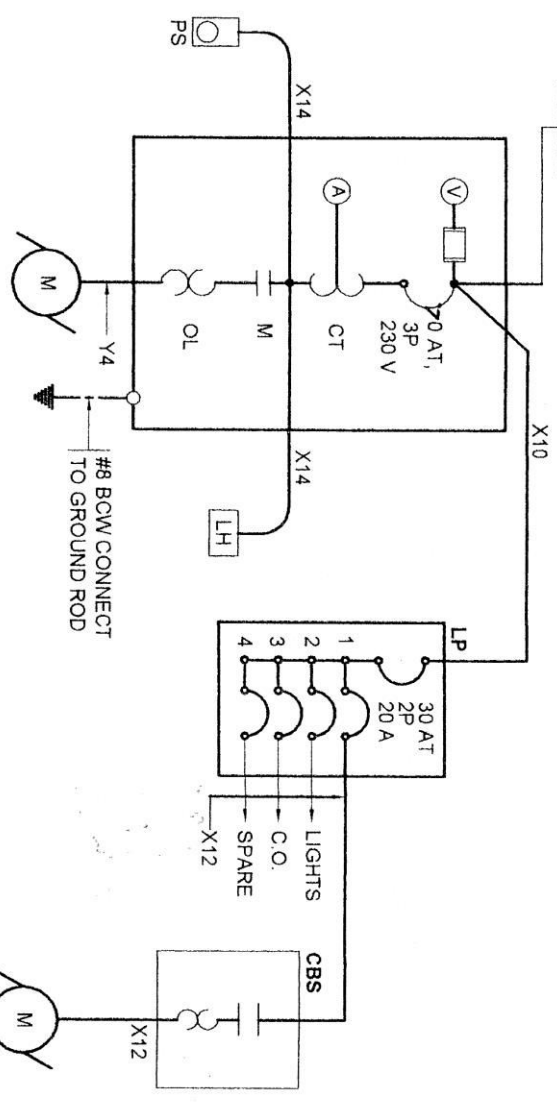 PS
X14
V
A
AT,
3P
230 V
CT
M
OL
M
Y4
X14
LH
#8 BCW CONNECT
TO GROUND ROD
X10
LP
30 AT
2P
20 A
1
2
3
4
LIGHTS
C.O.
SPARE
X12
CBS
X12
M